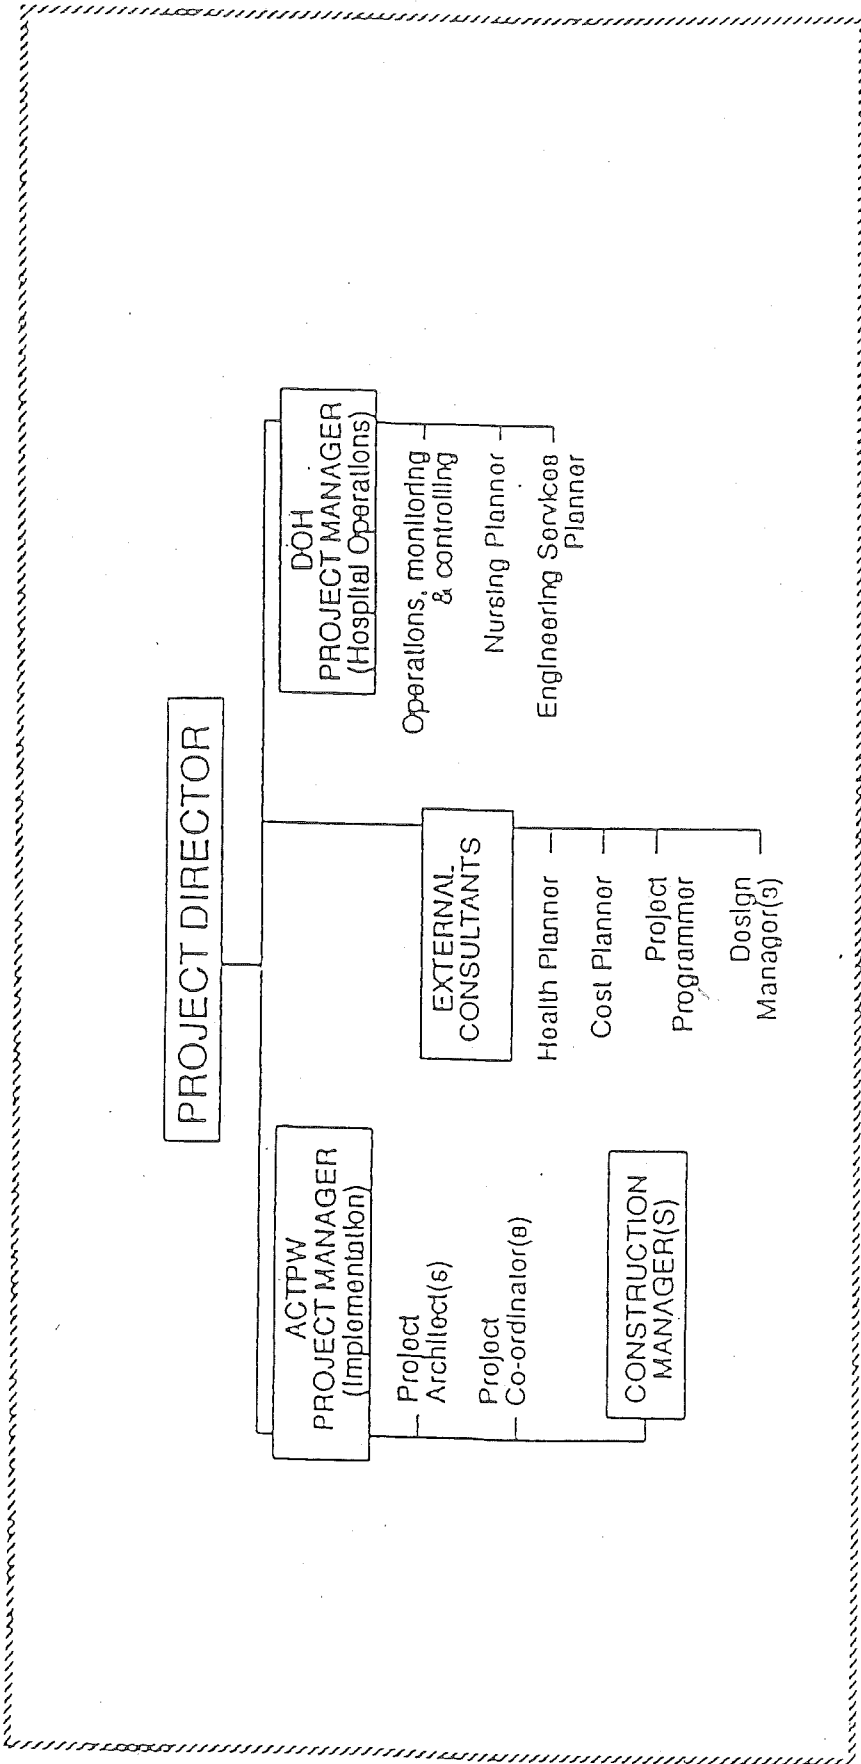 PROJECT DIRECTOR
ACTPW
PROJECT MANAGER
(Implementation)
Project
Architect(s)
Project
Co-ordinator(s)
CONSTRUCTION
MANAGER(S)
EXTERNAL
CONSULTANTS
Health Planner
Cost Planner
Project
Programmer
Design
Manager(s)
DOH
PROJECT MANAGER
(Hospital Operations)
Operations, monitoring
& controlling
Nursing Planner
Engineering Services
Planner